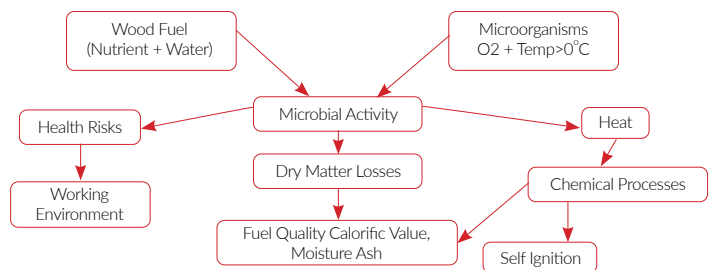 Wood Fuel
(Nutrient + Water)
Microorganisms
O2 + Temp>0°C
Microbial Activity
Health Risks
Heat
Dry Matter Losses
Working
Environment
Chemical Processes
Fuel Quality Calorific Value,
Moisture Ash
Self Ignition